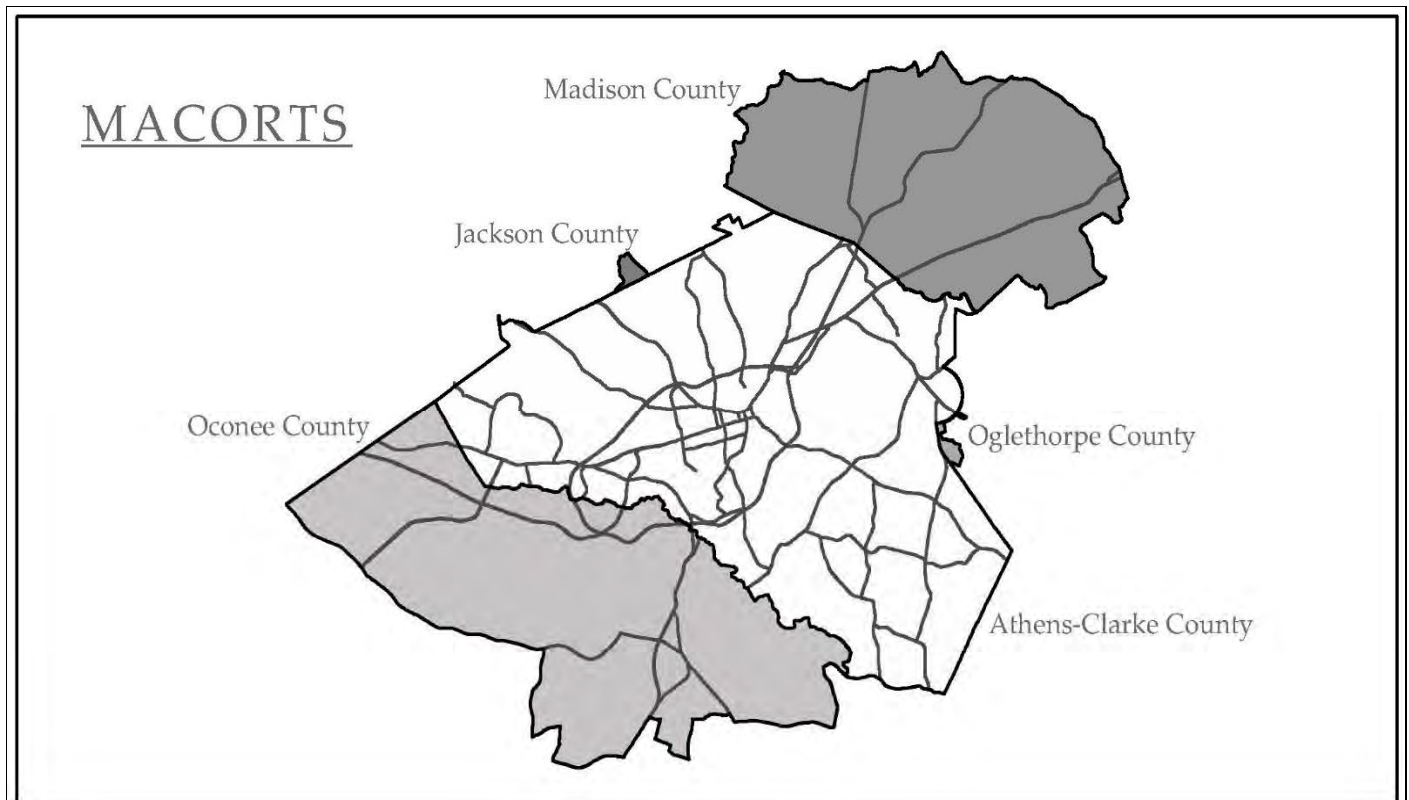 MACORTS
Madison County
Jackson County
Oconee County
Oglethorpe County
Athens-Clarke County